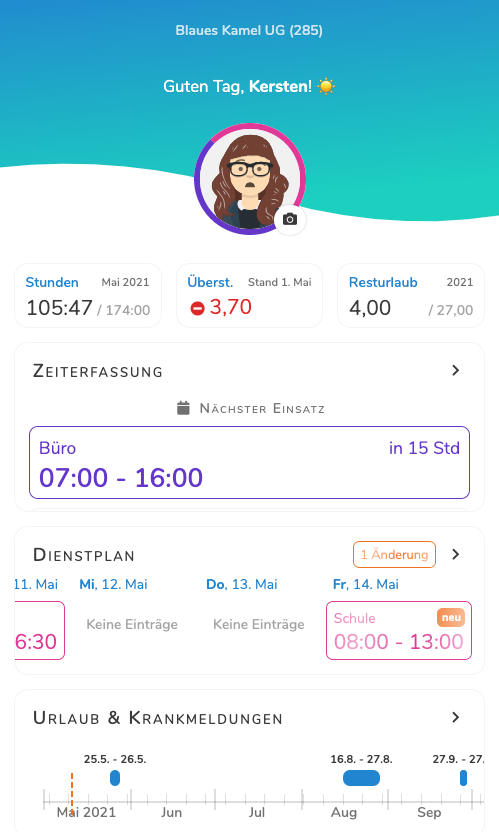 Blaues Kamel UG (285)
Guten Tag, Kersten! ☀️
Stunden Mai 2021
105:47 / 174:00
Überst. Stand 1. Mai
3,70
Resturlaub 2021
4,00 / 27,00
Zeiterfassung
Nächster Einsatz
Büro in 15 Std
07:00 - 16:00
Dienstplan 1 Änderung
11. Mai Mi, 12. Mai Do, 13. Mai Fr, 14. Mai
Keine Einträge Keine Einträge Schule neu
6:30 08:00 - 13:00
Urlaub & Krankmeldungen
25.5. - 26.5. 16.8. - 27.8. 27.9. - 27.
Mai 2021 Jun Jul Aug Sep